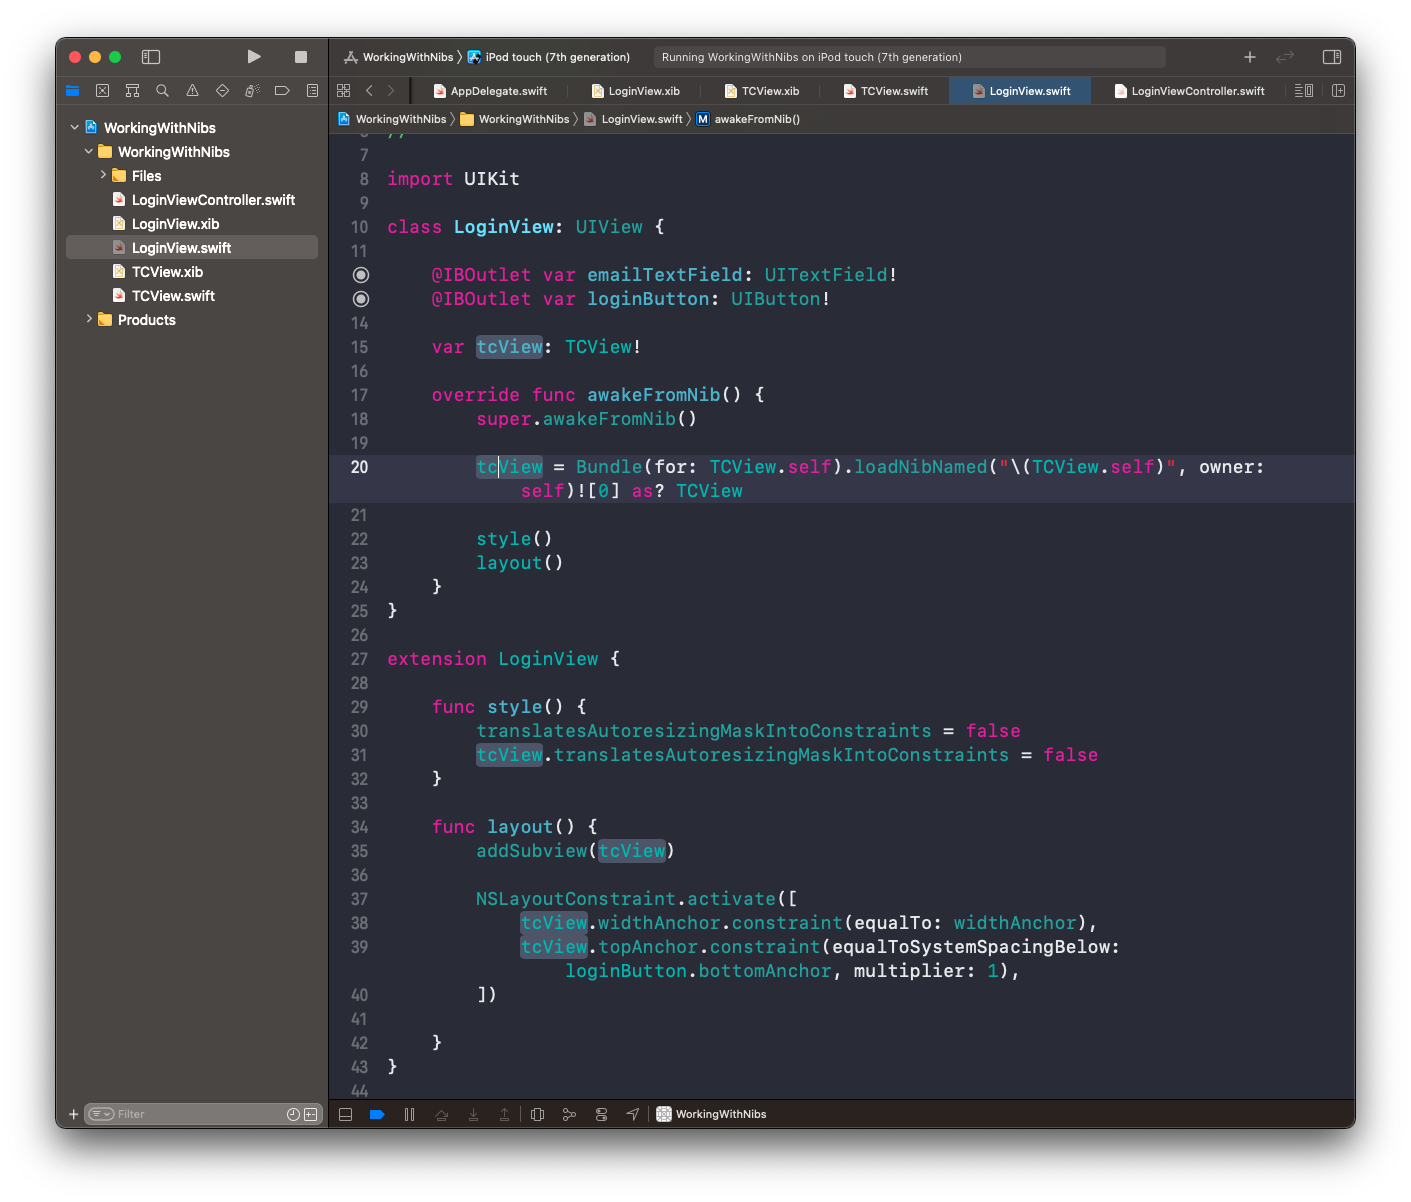 WorkingWithNibs 〉 iPod touch (7th generation)
Running WorkingWithNibs on iPod touch (7th generation)
AppDelegate.swift
LoginView.xib
TCView.xib
TCView.swift
LoginView.swift
LoginViewController.swift
WorkingWithNibs 〉 WorkingWithNibs 〉 LoginView.swift 〉 M awakeFromNib()
WorkingWithNibs
WorkingWithNibs
Files
LoginViewController.swift
LoginView.xib
LoginView.swift
TCView.xib
TCView.swift
Products
Filter
7
8 import UIKit
9
10 class LoginView: UIView {
11
@IBOutlet var emailTextField: UITextField!
@IBOutlet var loginButton: UIButton!
14
15 var tcView: TCView!
16
17 override func awakeFromNib() {
18 super.awakeFromNib()
19
20 tcView = Bundle(for: TCView.self).loadNibNamed("\(TCView.self)", owner:
self)![0] as? TCView
21
22 style()
23 layout()
24 }
25 }
26
27 extension LoginView {
28
29 func style() {
30 translatesAutoresizingMaskIntoConstraints = false
31 tcView.translatesAutoresizingMaskIntoConstraints = false
32 }
33
34 func layout() {
35 addSubview(tcView)
36
37 NSLayoutConstraint.activate([
38 tcView.widthAnchor.constraint(equalTo: widthAnchor),
39 tcView.topAnchor.constraint(equalToSystemSpacingBelow:
loginButton.bottomAnchor, multiplier: 1),
40 ])
41
42 }
43 }
44
WorkingWithNibs